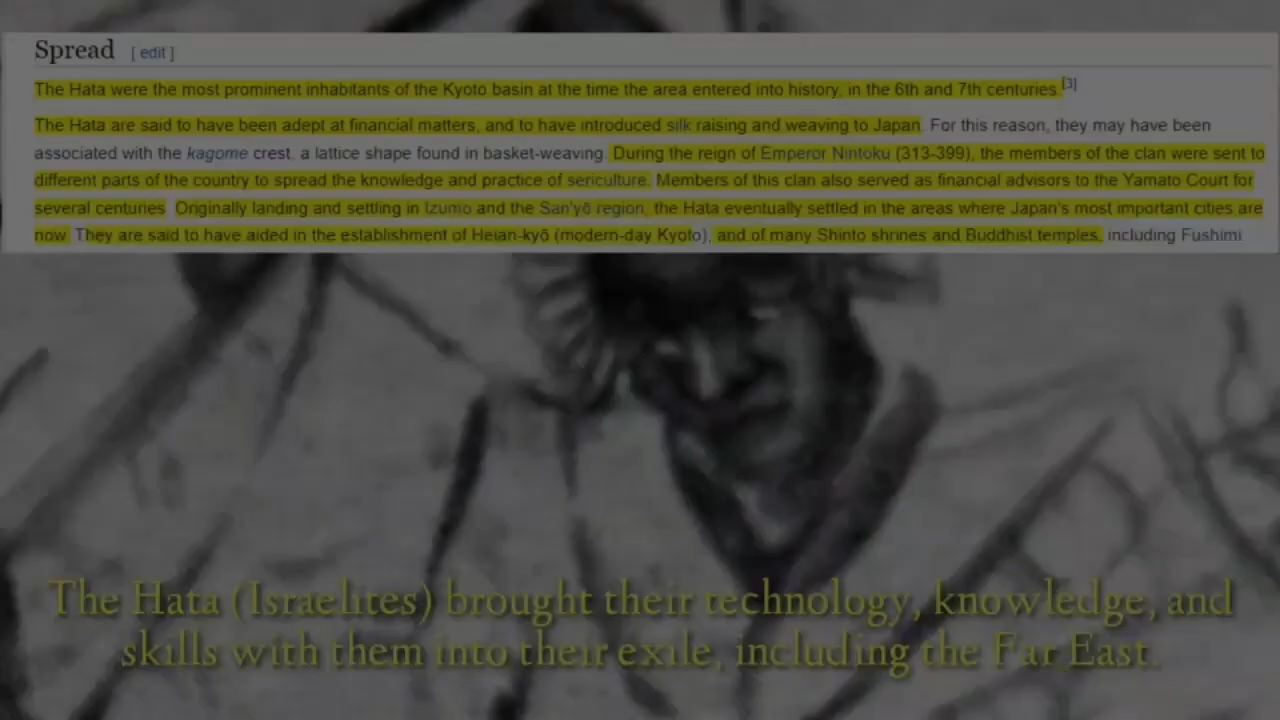 Spread [ edit ]
The Hata were the most prominent inhabitants of the Kyoto basin at the time the area entered into history, in the 6th and 7th centuries.[3]
The Hata are said to have been adept at financial matters, and to have introduced silk raising and weaving to Japan. For this reason, they may have been
associated with the kagome crest, a lattice shape found in basket-weaving. During the reign of Emperor Nintoku (313-399), the members of the clan were sent to
different parts of the country to spread the knowledge and practice of sericulture. Members of this clan also served as financial advisors to the Yamato Court for
several centuries. Originally landing and settling in Izumo and the San'yō region, the Hata eventually settled in the areas where Japan's most important cities are
now. They are said to have aided in the establishment of Heian-kyō (modern-day Kyoto), and of many Shinto shrines and Buddhist temples, including Fushimi
The Hata (Israelites) brought their technology, knowledge, and
skills with them into their exile, including the Far East.